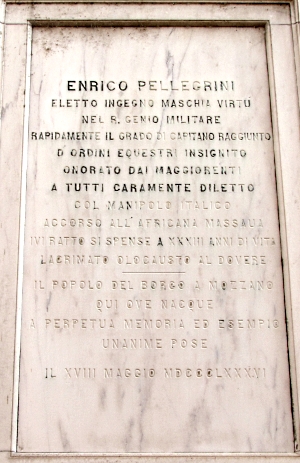 ENRICO PELLEGRINI
ELETTO INGEGNO MASCHIA VIRTÙ
NEL R. GENIO MILITARE
RAPIDAMENTE IL GRADO DI CAPITANO RAGGIUNTO
D'ORDINI EQUESTRI INSIGNITO
ONORATO DAI MAGGIORENTI
A TUTTI CARAMENTE DILETTO
COL MANIPOLO ITALICO
ACCORSO ALL'AFRICANA MASSAUA
IVI RATTO SI SPENSE A XXXIII ANNI DI VITA
LACRIMATO OLOCAUSTO AL DOVERE
IL POPOLO DEL BORGO A MOZZANO
QUI OVE NACQUE
A PERPETUA MEMORIA ED ESEMPIO
UNANIME POSE
IL XVIII MAGGIO MDCCCLXXXVI